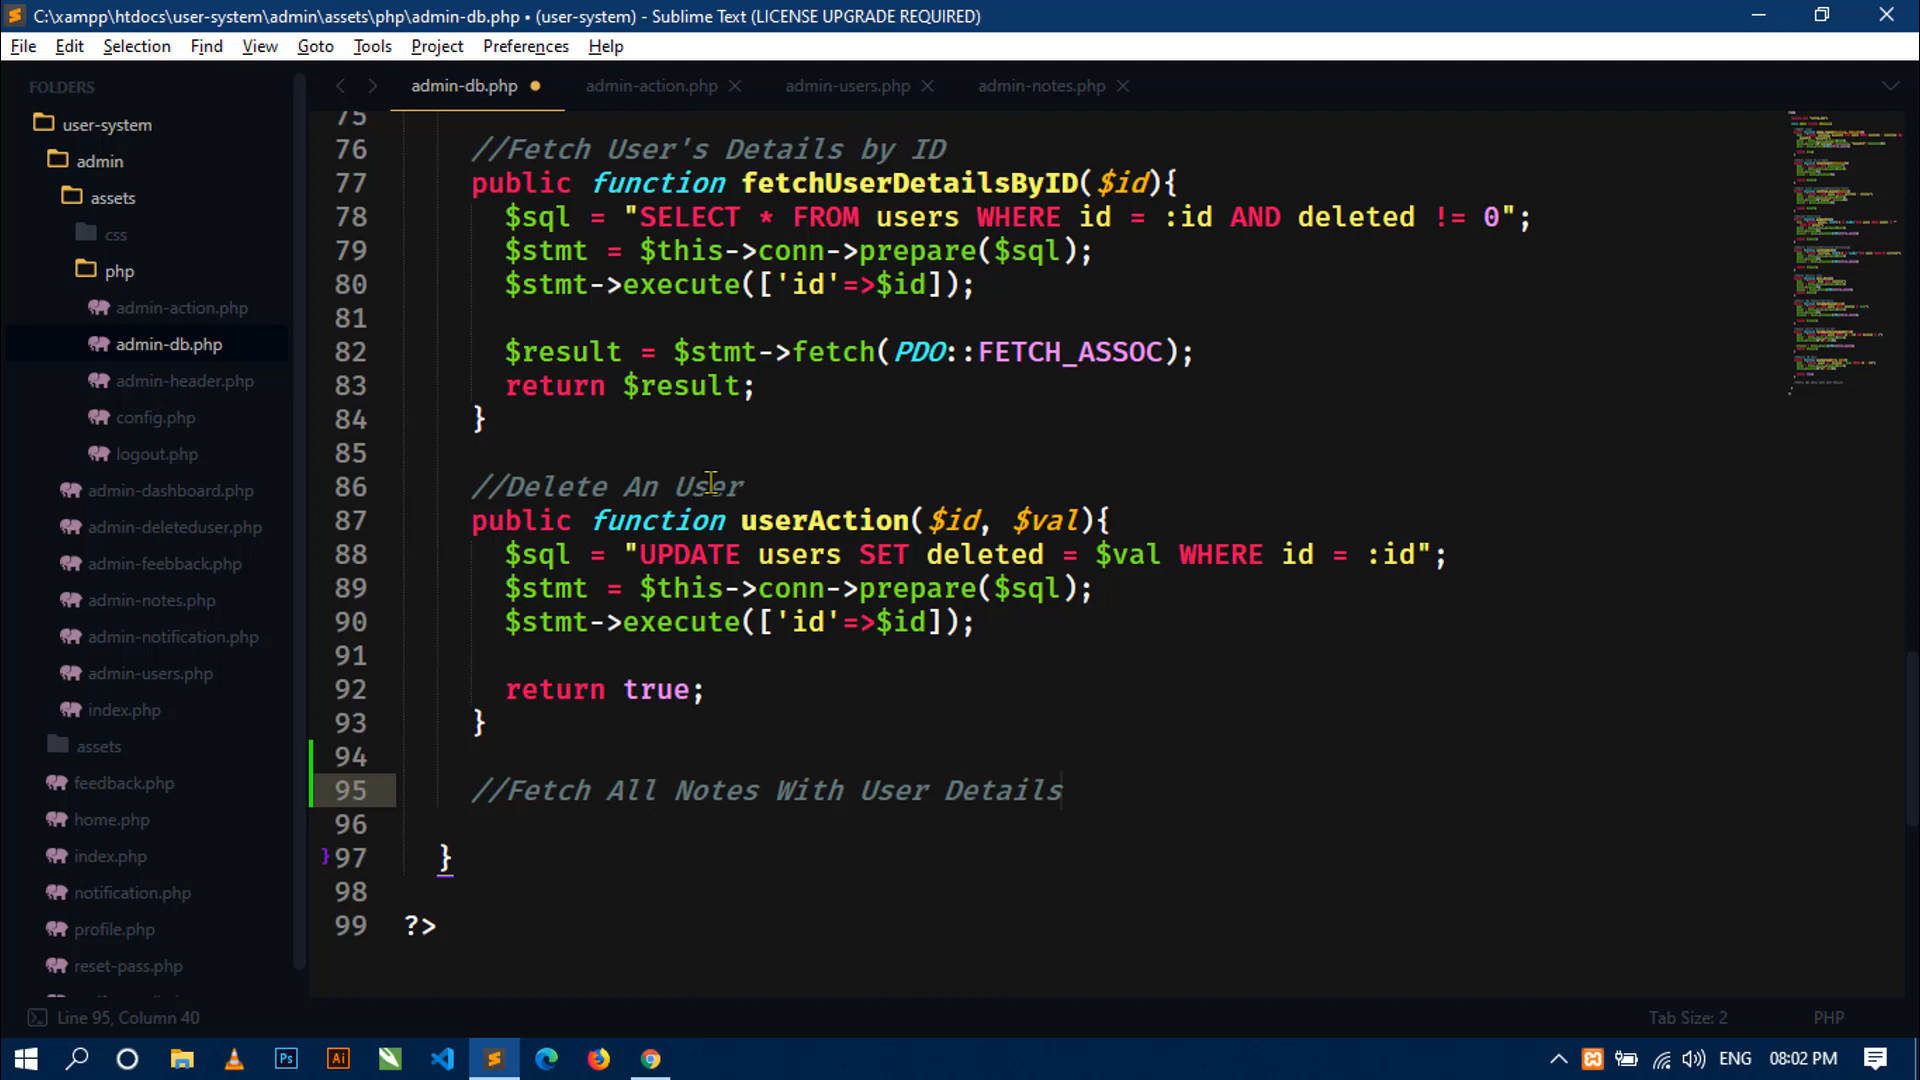 C:\xampp\htdocs\user-system\admin\assets\php\admin-db.php • (user-system) - Sublime Text (LICENSE UPGRADE REQUIRED)
File Edit Selection Find View Goto Tools Project Preferences Help
FOLDERS
user-system
admin
assets
css
php
admin-action.php
admin-db.php
admin-header.php
config.php
logout.php
admin-dashboard.php
admin-deleteduser.php
admin-feebback.php
admin-notes.php
admin-notification.php
admin-users.php
index.php
assets
feedback.php
home.php
index.php
notification.php
profile.php
reset-pass.php
admin-db.php admin-action.php admin-users.php admin-notes.php
75
76 //Fetch User's Details by ID
77 public function fetchUserDetailsByID($id){
78 $sql = "SELECT * FROM users WHERE id = :id AND deleted != 0";
79 $stmt = $this->conn->prepare($sql);
80 $stmt->execute(['id'=>$id]);
81
82 $result = $stmt->fetch(PDO::FETCH_ASSOC);
83 return $result;
84 }
85
86 //Delete An User
87 public function userAction($id, $val){
88 $sql = "UPDATE users SET deleted = $val WHERE id = :id";
89 $stmt = $this->conn->prepare($sql);
90 $stmt->execute(['id'=>$id]);
91
92 return true;
93 }
94
95 //Fetch All Notes With User Details
96
97 }
98
99 ?>
Line 95, Column 40 Tab Size: 2 PHP
Ps Ai ENG 08:02 PM